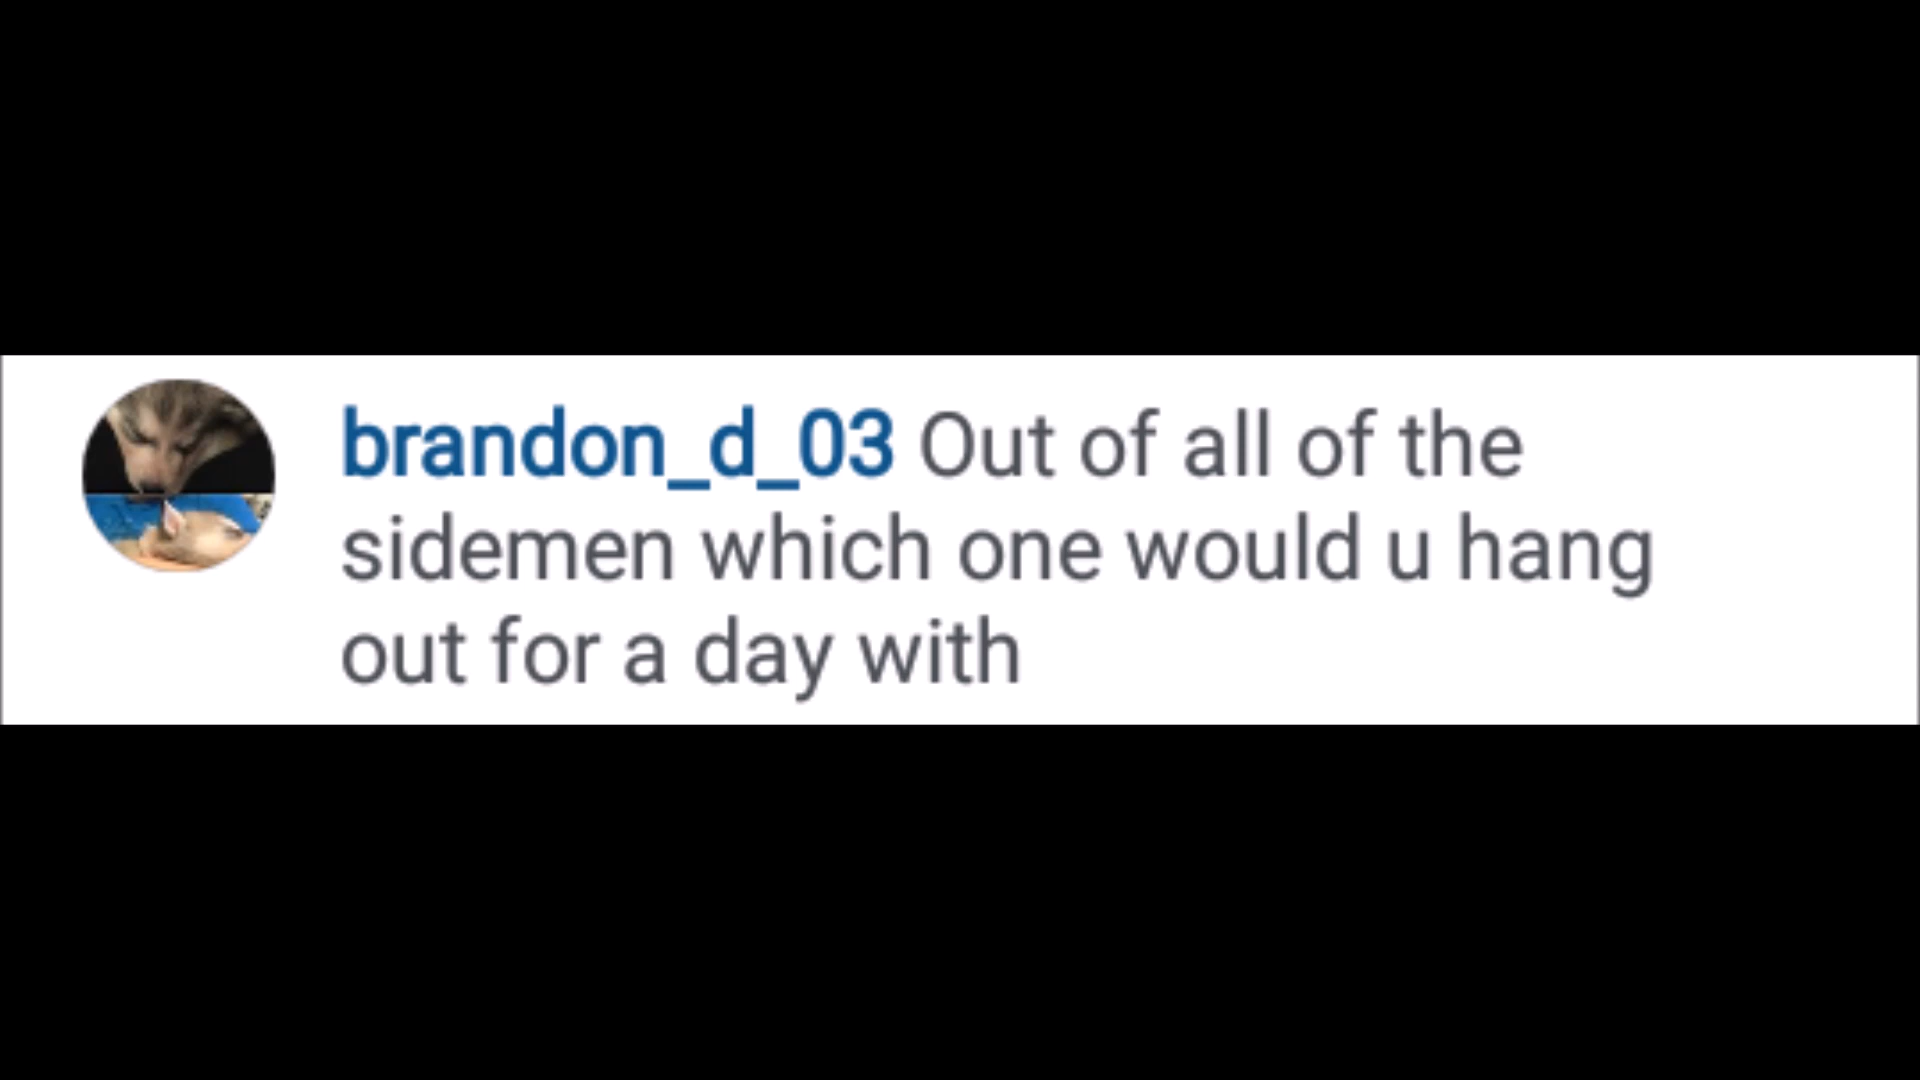 brandon_d_03 Out of all of the
sidemen which one would u hang
out for a day with